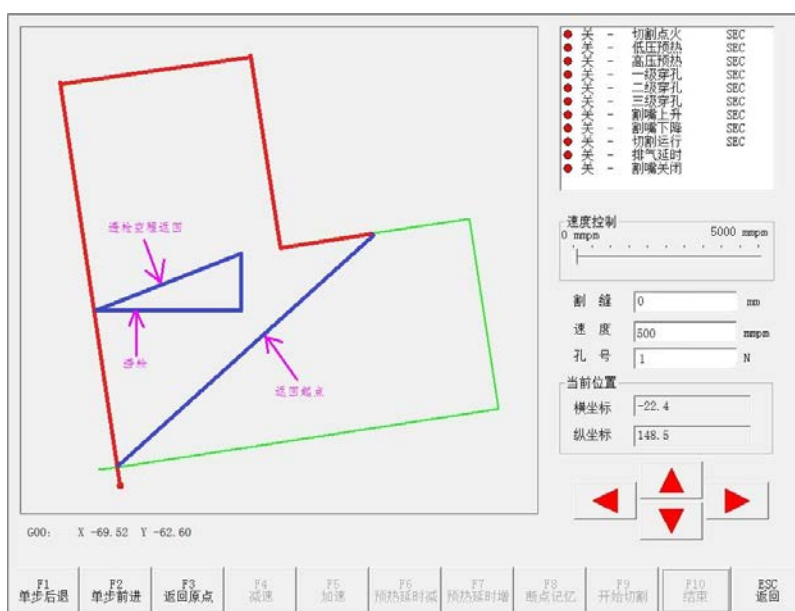 关 - 切割点火 SEC
关 - 低压预热 SEC
关 - 高压预热 SEC
关 - 一级穿孔 SEC
关 - 二级穿孔 SEC
关 - 三级穿孔 SEC
关 - 割嘴上升 SEC
关 - 割嘴下降 SEC
关 - 切割运行 SEC
关 - 排气延时
关 - 割嘴关闭
遥枪空程返回
遥枪
返回起点
速度控制
0 mmpm 5000 mmpm
割 缝 0 mm
速 度 500 mmpm
孔 号 1 N
当前位置
横坐标 -22.4
纵坐标 148.5
G00: X -69.52 Y -62.60
F1 F2 F3 F4 F5 F6 F7 F8 F9 F10 ESC
单步后退 单步前进 返回原点 减速 加速 预热延时减 预热延时增 断点记忆 开始切割 结束 返回